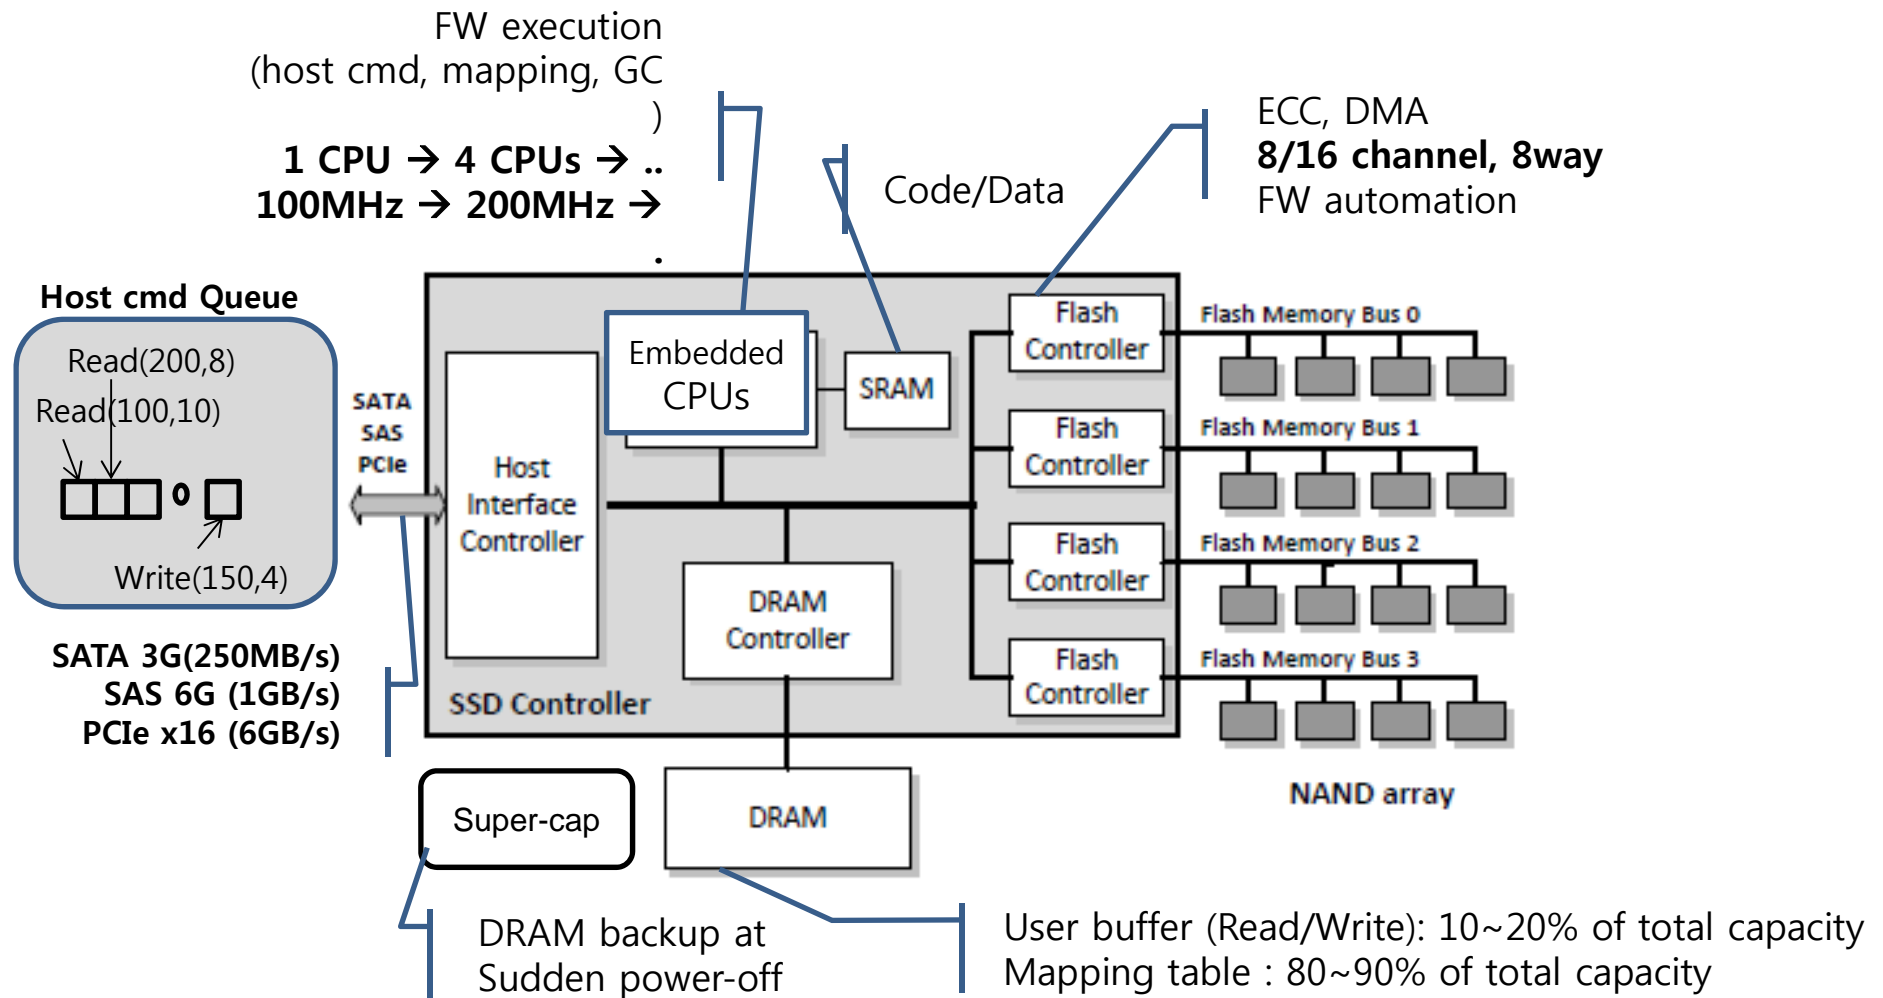 FW execution
(host cmd, mapping, GC
)
1 CPU → 4 CPUs → ..
100MHz → 200MHz →
.
Code/Data
ECC, DMA
8/16 channel, 8way
FW automation
Host cmd Queue
Read(200,8)
Read(100,10)
Write(150,4)
SATA
SAS
PCIe
SATA 3G(250MB/s)
SAS 6G (1GB/s)
PCIe x16 (6GB/s)
Host
Interface
Controller
Embedded
CPUs
SRAM
DRAM
Controller
SSD Controller
Flash
Controller
Flash
Controller
Flash
Controller
Flash
Controller
Flash Memory Bus 0
Flash Memory Bus 1
Flash Memory Bus 2
Flash Memory Bus 3
NAND array
Super-cap
DRAM
DRAM backup at
Sudden power-off
User buffer (Read/Write): 10~20% of total capacity
Mapping table : 80~90% of total capacity